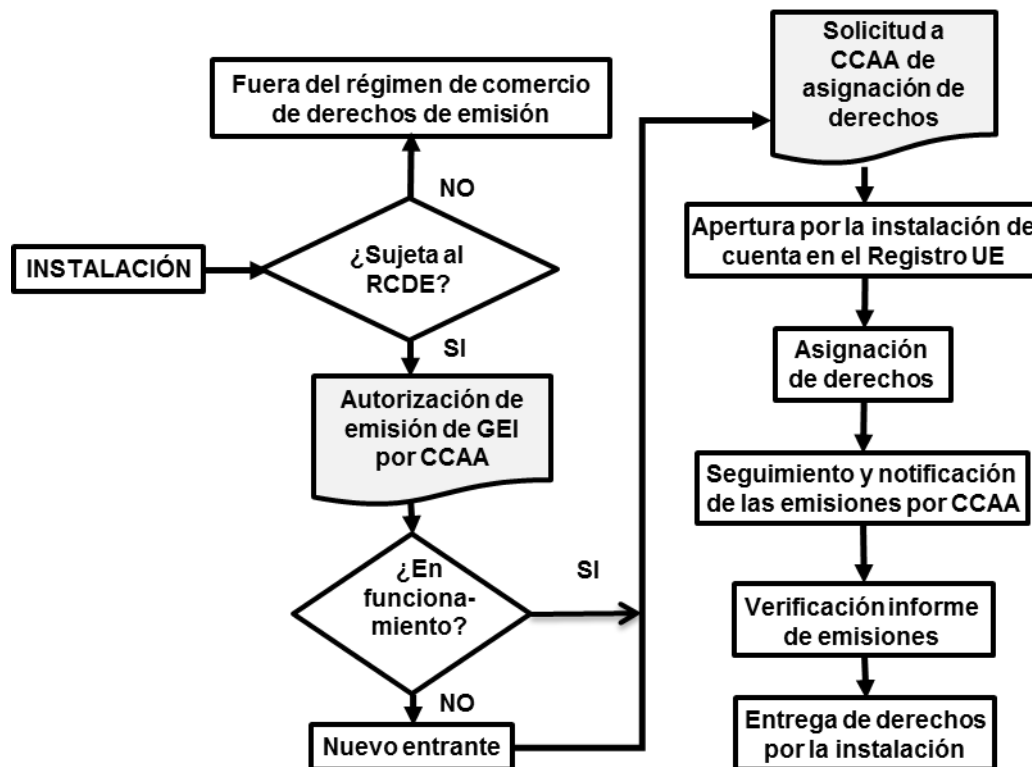 Fuera del régimen de comercio
de derechos de emisión
NO
INSTALACIÓN
¿Sujeta al
RCDE?
SI
Autorización de
emisión de GEI
por CCAA
¿En
funciona-
miento?
SI
NO
Nuevo entrante
Solicitud a
CCAA de
asignación de
derechos
Apertura por la instalación de
cuenta en el Registro UE
Asignación
de derechos
Seguimiento y notificación
de las emisiones por CCAA
Verificación informe
de emisiones
Entrega de derechos
por la instalación